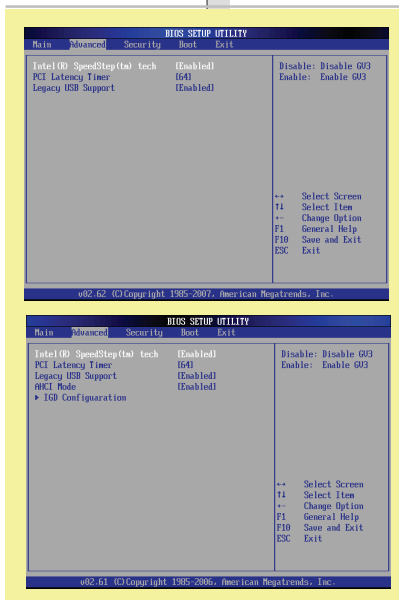 BIOS SETUP UTILITY
Main Advanced Security Boot Exit
Intel(R) SpeedStep(tm) tech [Enabled]
PCI Latency Timer [64]
Legacy USB Support [Enabled]
Disable: Disable GV3
Enable: Enable GV3
↔ Select Screen
↑↓ Select Item
+- Change Option
F1 General Help
F10 Save and Exit
ESC Exit
v02.62 (C)Copyright 1985-2007, American Megatrends, Inc.
BIOS SETUP UTILITY
Main Advanced Security Boot Exit
Intel(R) SpeedStep(tm) tech [Enabled]
PCI Latency Timer [64]
Legacy USB Support [Enabled]
AHCI Mode [Enabled]
▶ IGD Configuaration
Disable: Disable GV3
Enable: Enable GV3
↔ Select Screen
↑↓ Select Item
+- Change Option
F1 General Help
F10 Save and Exit
ESC Exit
v02.61 (C)Copyright 1985-2006, American Megatrends, Inc.